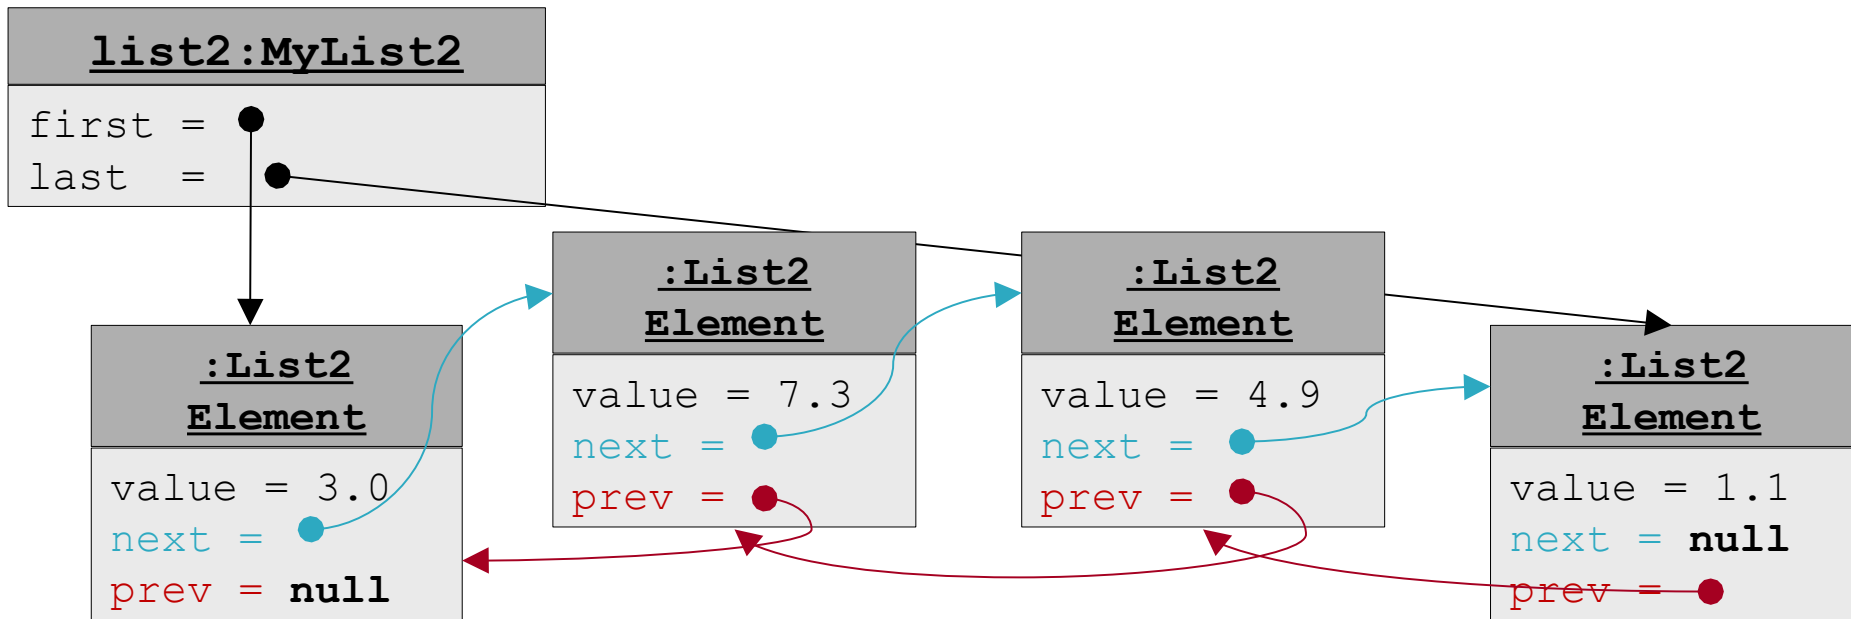 list2:MyList2
first =
last =
:List2
Element
value = 3.0
next =
prev = null
:List2
Element
value = 7.3
next =
prev =
:List2
Element
value = 4.9
next =
prev =
:List2
Element
value = 1.1
next = null
prev =